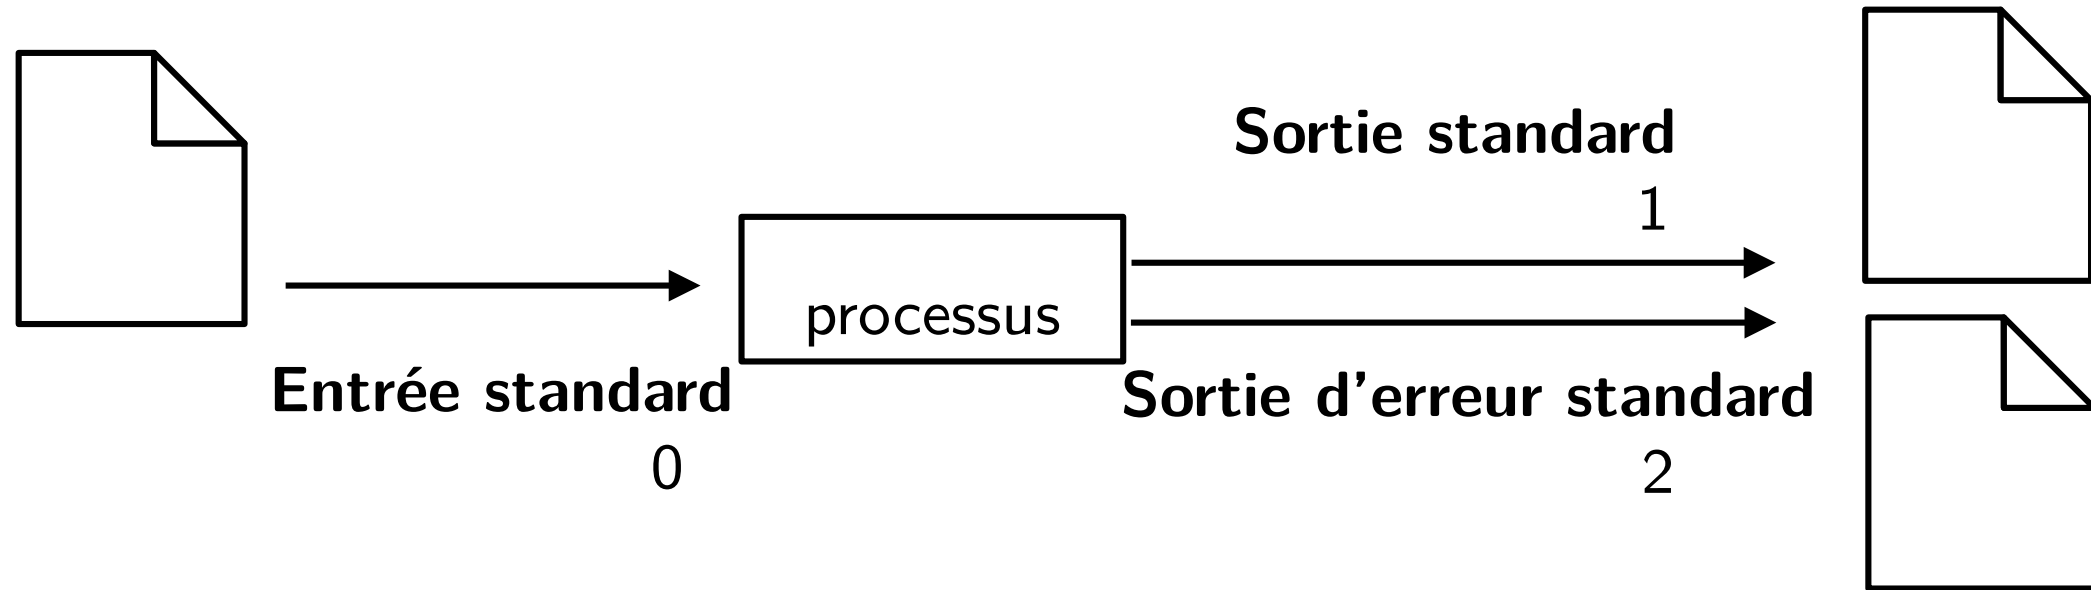 Sortie standard
1
processus
Entrée standard
0
Sortie d'erreur standard
2